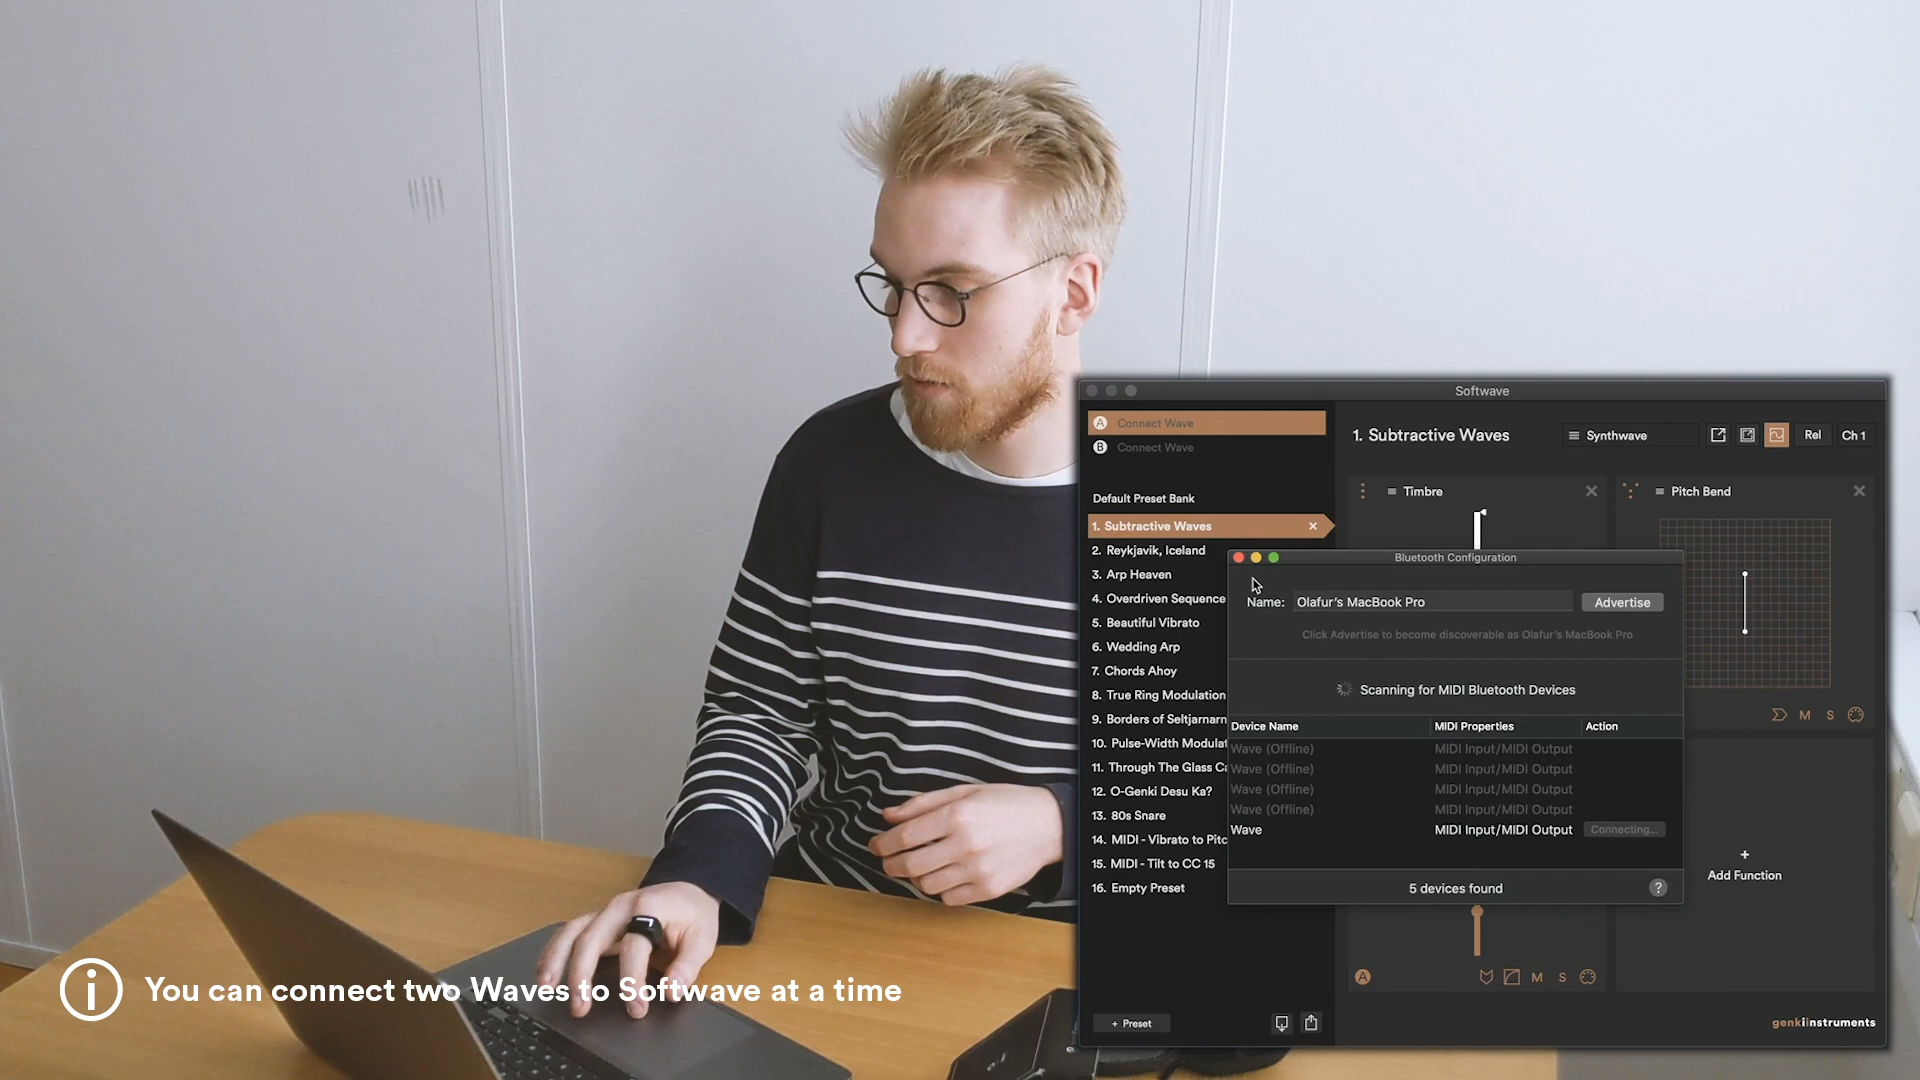 Softwave
A Connect Wave
B Connect Wave
1. Subtractive Waves
Synthwave
Rel
Ch 1
Default Preset Bank
1. Subtractive Waves
2. Reykjavik, Iceland
3. Arp Heaven
4. Overdriven Sequence
5. Beautiful Vibrato
6. Wedding Arp
7. Chords Ahoy
8. True Ring Modulation
9. Borders of Seltjarnarn
10. Pulse-Width Modulat
11. Through The Glass Ca
12. O-Genki Desu Ka?
13. 80s Snare
14. MIDI - Vibrato to Pitc
15. MIDI - Tilt to CC 15
16. Empty Preset
+ Preset
Timbre
Pitch Bend
Bluetooth Configuration
Name: Olafur's MacBook Pro Advertise
Click Advertise to become discoverable as Olafur's MacBook Pro
Scanning for MIDI Bluetooth Devices
Device Name MIDI Properties Action
Wave (Offline) MIDI Input/MIDI Output
Wave (Offline) MIDI Input/MIDI Output
Wave (Offline) MIDI Input/MIDI Output
Wave (Offline) MIDI Input/MIDI Output
Wave MIDI Input/MIDI Output Connecting...
5 devices found ?
M S
+
Add Function
A M S
genkiinstruments
i You can connect two Waves to Softwave at a time